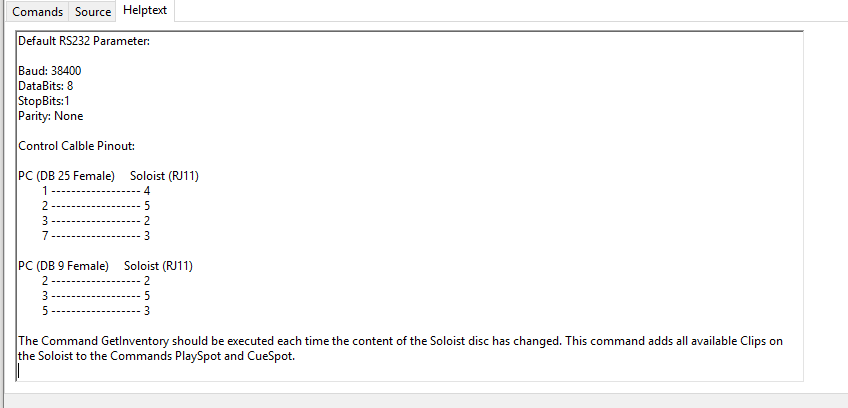 Comands Source Helptext
Default RS232 Parameter:
Baud: 38400
DataBits: 8
StopBits:1
Parity: None
Control Calble Pinout:
PC (DB 25 Female) Soloist (RJ11)
1 ------------------ 4
2 ------------------ 5
3 ------------------ 2
7 ------------------ 3
PC (DB 9 Female) Soloist (RJ11)
2 ------------------ 2
3 ------------------ 5
5 ------------------ 3
The Command GetInventory should be executed each time the content of the Soloist disc has changed. This command adds all available Clips on
the Soloist to the Commands PlaySpot and CueSpot.